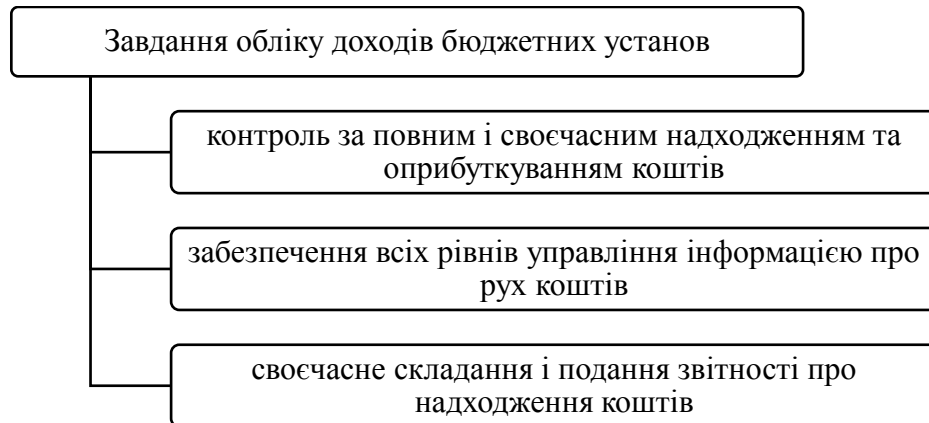 Завдання обліку доходів бюджетних установ
контроль за повним і своєчасним надходженням та
оприбуткуванням коштів
забезпечення всіх рівнів управління інформацією про
рух коштів
своєчасне складання і подання звітності про
надходження коштів